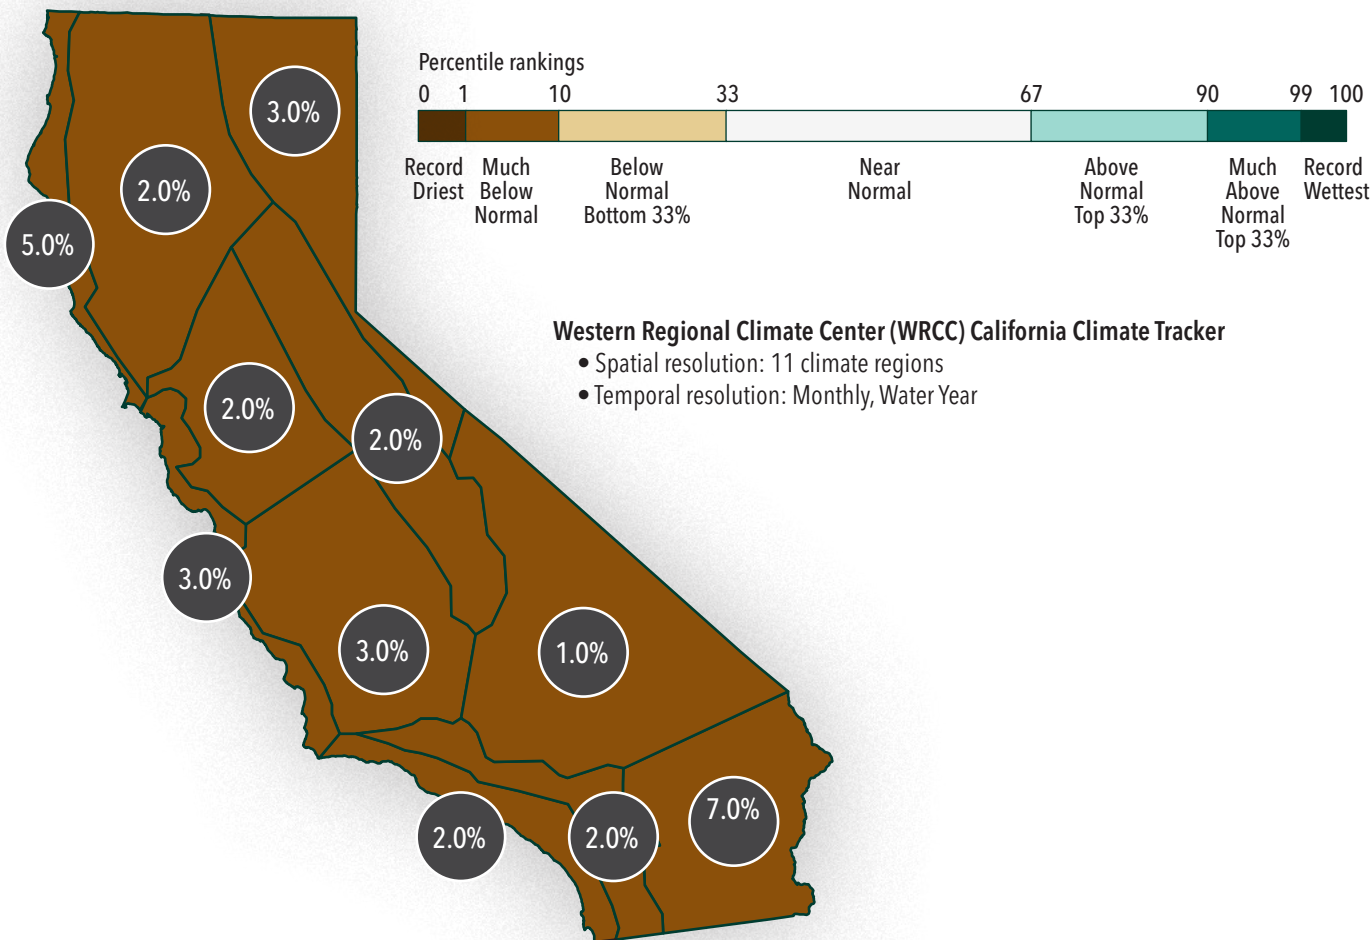 Percentile rankings
0 1 10 33 67 90 99 100
Record Driest
Much Below Normal
Below Normal Bottom 33%
Near Normal
Above Normal Top 33%
Much Above Normal Top 33%
Record Wettest
Western Regional Climate Center (WRCC) California Climate Tracker
• Spatial resolution: 11 climate regions
• Temporal resolution: Monthly, Water Year
3.0%
2.0%
5.0%
2.0%
2.0%
3.0%
3.0%
1.0%
2.0%
2.0%
7.0%